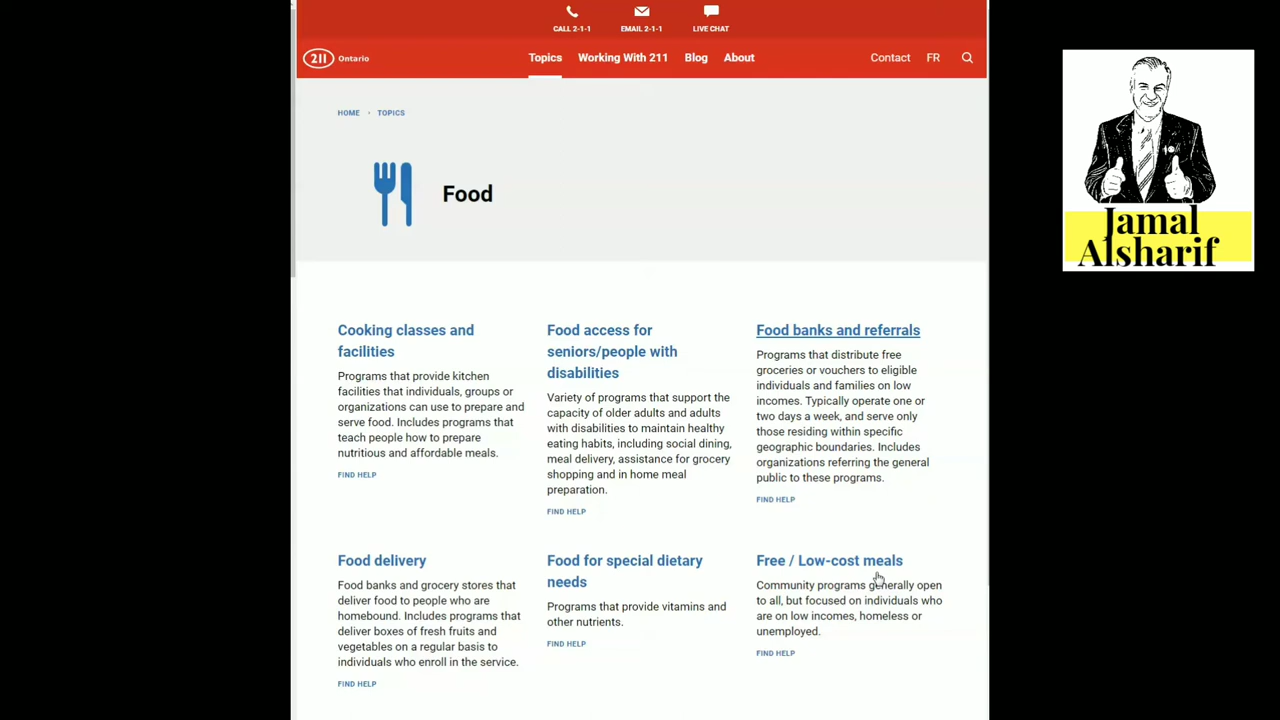 CALL 2-1-1
EMAIL 2-1-1
LIVE CHAT
211 Ontario
Topics
Working With 211
Blog
About
Contact
FR
HOME › TOPICS
Food
Cooking classes and
facilities
Programs that provide kitchen
facilities that individuals, groups or
organizations can use to prepare and
serve food. Includes programs that
teach people how to prepare
nutritious and affordable meals.
FIND HELP
Food access for
seniors/people with
disabilities
Variety of programs that support the
capacity of older adults and adults
with disabilities to maintain healthy
eating habits, including social dining,
meal delivery, assistance for grocery
shopping and in home meal
preparation.
FIND HELP
Food banks and referrals
Programs that distribute free
groceries or vouchers to eligible
individuals and families on low
incomes. Typically operate one or
two days a week, and serve only
those residing within specific
geographic boundaries. Includes
organizations referring the general
public to these programs.
FIND HELP
Food delivery
Food banks and grocery stores that
deliver food to people who are
homebound. Includes programs that
deliver boxes of fresh fruits and
vegetables on a regular basis to
individuals who enroll in the service.
FIND HELP
Food for special dietary
needs
Programs that provide vitamins and
other nutrients.
FIND HELP
Free / Low-cost meals
Community programs generally open
to all, but focused on individuals who
are on low incomes, homeless or
unemployed.
FIND HELP
Jamal
Alsharif